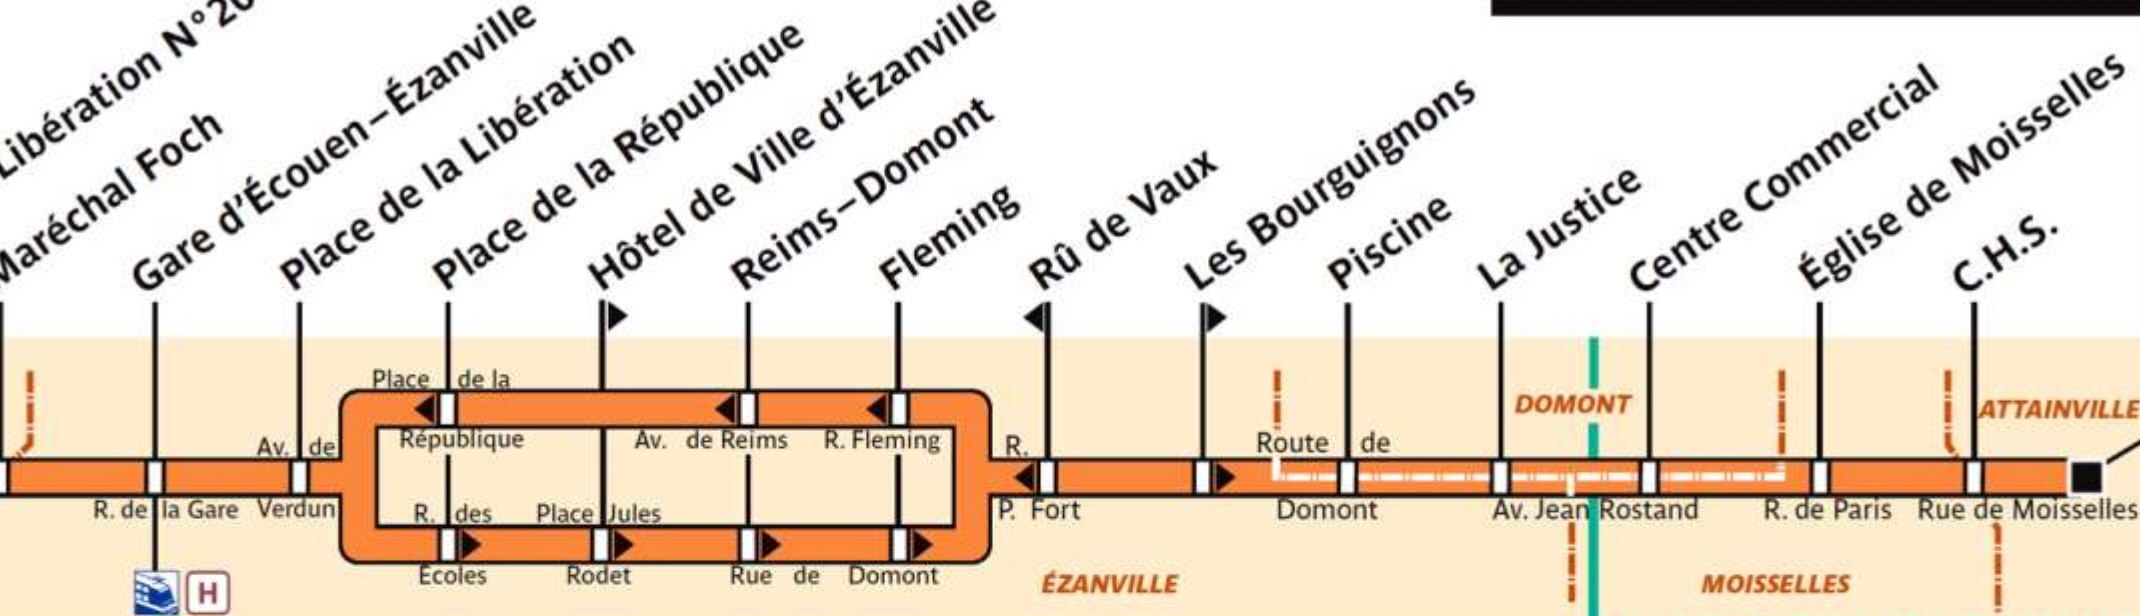 Libération N°20
Maréchal Foch
Gare d'Écouen–Ézanville
Place de la Libération
Place de la République
Hôtel de Ville d'Ézanville
Reims–Domont
Fleming
Rû de Vaux
Les Bourguignons
Piscine
La Justice
Centre Commercial
Église de Moisselles
C.H.S.
Place de la
République
Av. de Reims
R. Fleming
Av. de
Verdun
R. de la Gare
R. des
Écoles
Place Jules
Rodet
Rue de Domont
R.
P. Fort
Route de
Domont
Av. Jean Rostand
R. de Paris
Rue de Moisselles
DOMONT
ATTAINVILLE
ÉZANVILLE
MOISSELLES
H